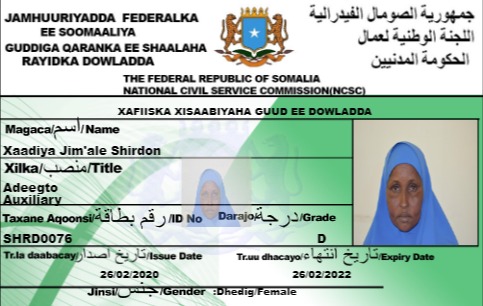 JAMHUURIYADDA FEDERALKA
EE SOOMAALIYA
GUDDIGA QARANKA EE SHAALAHA
RAYIDKA DOWLADDA
جمهورية الصومال الفيدرالية
اللجنة الوطنية لعمال
الحكومة المدنيين
THE FEDERAL REPUBLIC OF SOMALIA
NATIONAL CIVIL SERVICE COMMISSION(NCSC)
XAFIISKA XISAABIYAHA GUUD EE DOWLADDA
Magaca/اسم/Name
Xaadiya Jim'ale Shirdon
Xilka/منصب/Title
Adeegto
Auxiliary
Taxane Aqoonsi/رقم بطاقة/ID No Darajo/درجة/Grade
SHRD0076 D
Tr.la daabacay/تاريخ اصدار/Issue Date Tr.uu dhacayo/تاريخ انتهاء/Expiry Date
26/02/2020 26/02/2022
Jinsi/جنس/Gender :Dhedig/Female